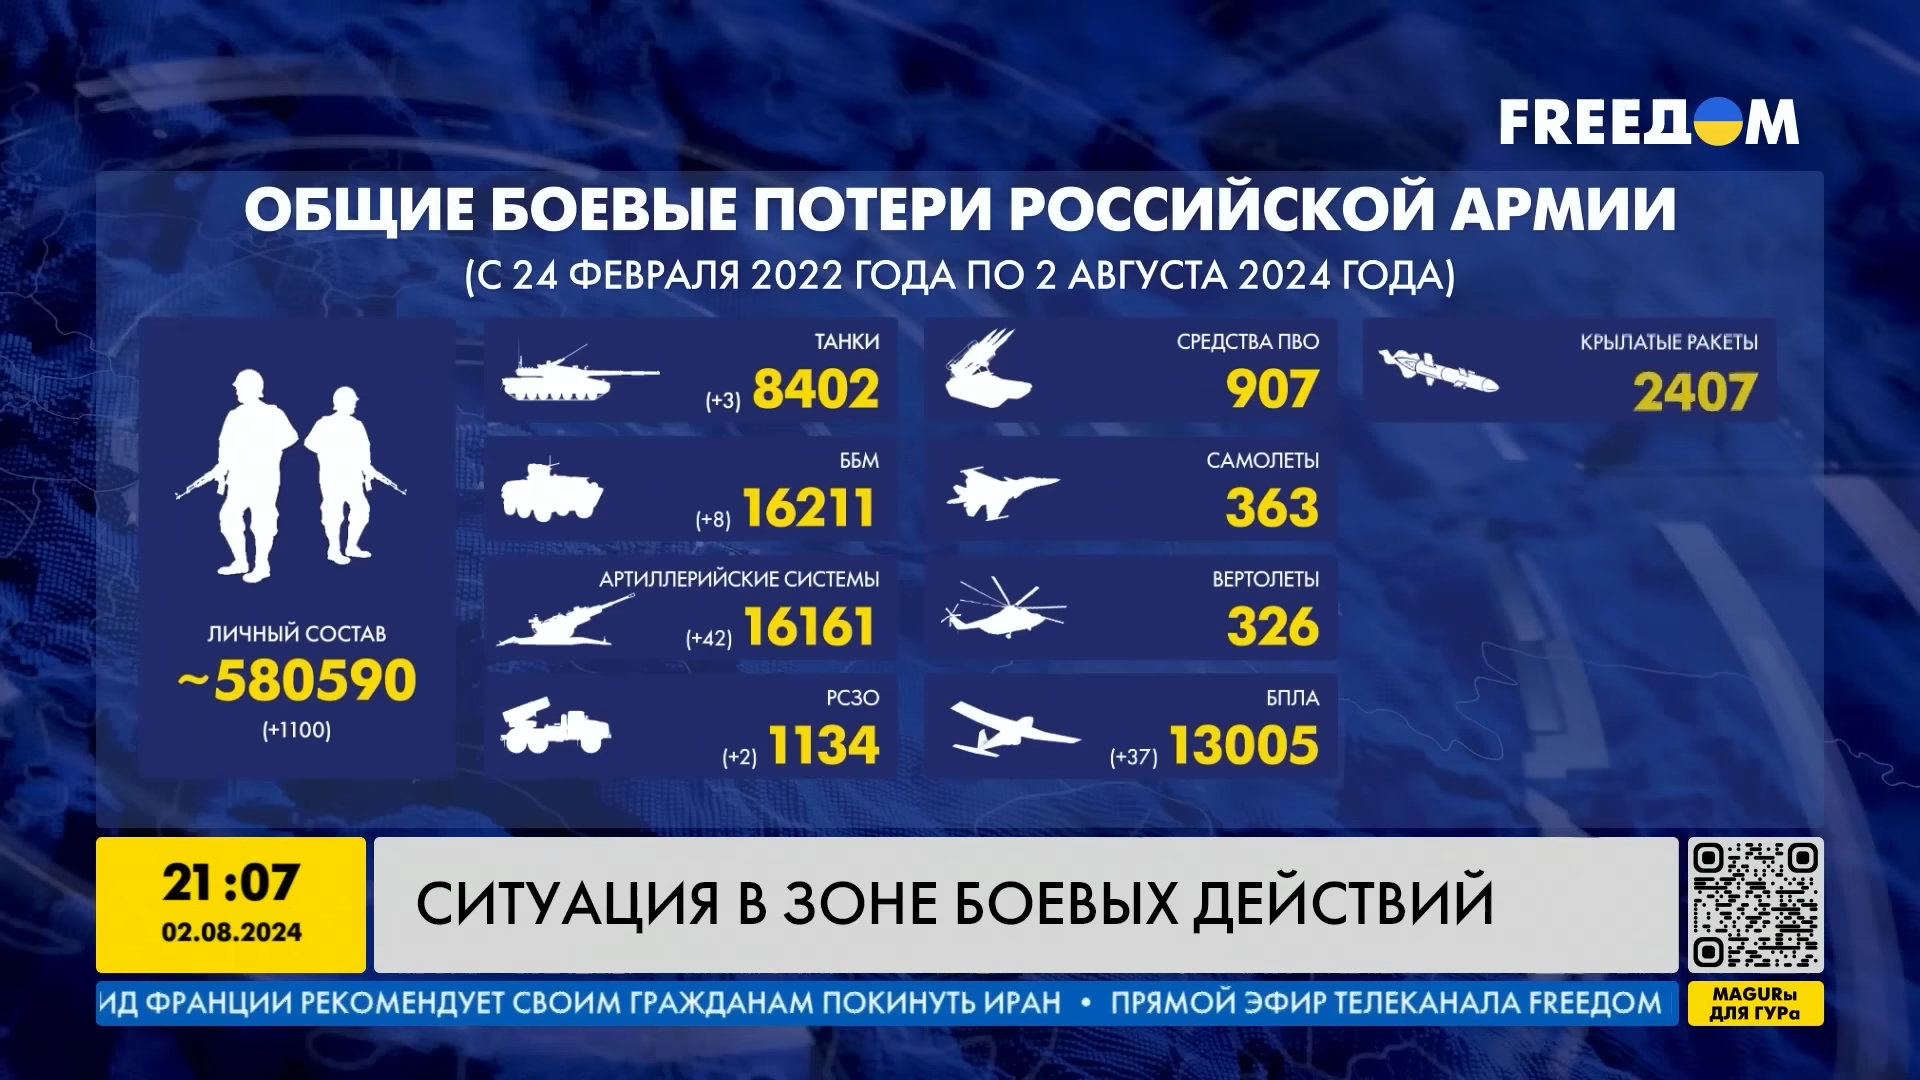 FREEДOM
ОБЩИЕ БОЕВЫЕ ПОТЕРИ РОССИЙСКОЙ АРМИИ
(С 24 ФЕВРАЛЯ 2022 ГОДА ПО 2 АВГУСТА 2024 ГОДА)
ЛИЧНЫЙ СОСТАВ
~580590
(+1100)
ТАНКИ
(+3) 8402
ББМ
(+8) 16211
АРТИЛЛЕРИЙСКИЕ СИСТЕМЫ
(+42) 16161
РСЗО
(+2) 1134
СРЕДСТВА ПВО
907
САМОЛЕТЫ
363
ВЕРТОЛЕТЫ
326
БПЛА
(+37) 13005
КРЫЛАТЫЕ РАКЕТЫ
2407
21:07
02.08.2024
СИТУАЦИЯ В ЗОНЕ БОЕВЫХ ДЕЙСТВИЙ
ИД ФРАНЦИИ РЕКОМЕНДУЕТ СВОИМ ГРАЖДАНАМ ПОКИНУТЬ ИРАН • ПРЯМОЙ ЭФИР ТЕЛЕКАНАЛА FREEДOM
MAGURы
ДЛЯ ГУРа